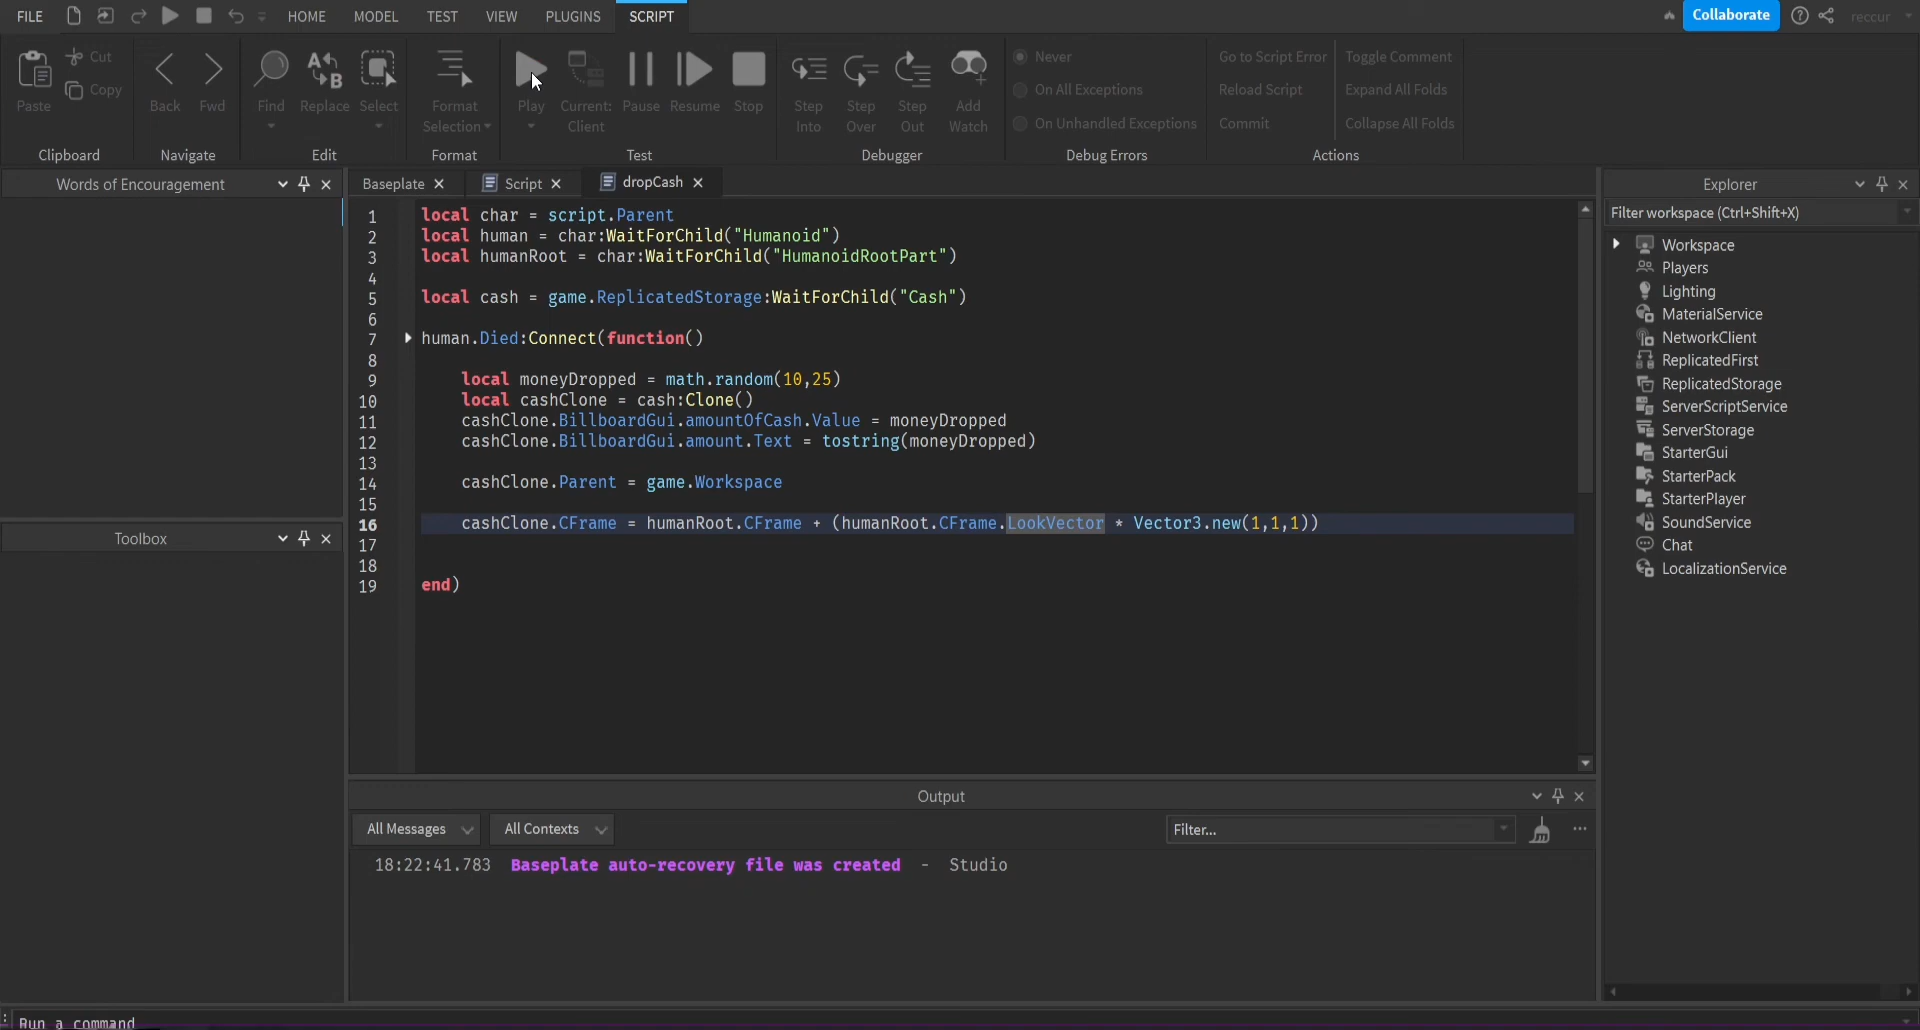 FILE HOME MODEL TEST VIEW PLUGINS SCRIPT Collaborate reccur
Paste Cut Copy Back Fwd Find Replace Select Format Selection Play Current: Client Pause Resume Stop Step Into Step Over Step Out Add Watch
Never
On All Exceptions
On Unhandled Exceptions
Go to Script Error
Reload Script
Commit
Toggle Comment
Expand All Folds
Collapse All Folds
Clipboard Navigate Edit Format Test Debugger Debug Errors Actions
Words of Encouragement
Toolbox
Baseplate Script dropCash
1 local char = script.Parent
2 local human = char:WaitForChild("Humanoid")
3 local humanRoot = char:WaitForChild("HumanoidRootPart")
4
5 local cash = game.ReplicatedStorage:WaitForChild("Cash")
6
7 human.Died:Connect(function()
8
9 local moneyDropped = math.random(10,25)
10 local cashClone = cash:Clone()
11 cashClone.BillboardGui.amountOfCash.Value = moneyDropped
12 cashClone.BillboardGui.amount.Text = tostring(moneyDropped)
13
14 cashClone.Parent = game.Workspace
15
16 cashClone.CFrame = humanRoot.CFrame + (humanRoot.CFrame.LookVector * Vector3.new(1,1,1))
17
18
19 end)
Output
All Messages All Contexts Filter...
18:22:41.783 Baseplate auto-recovery file was created - Studio
Explorer
Filter workspace (Ctrl+Shift+X)
Workspace
Players
Lighting
MaterialService
NetworkClient
ReplicatedFirst
ReplicatedStorage
ServerScriptService
ServerStorage
StarterGui
StarterPack
StarterPlayer
SoundService
Chat
LocalizationService
Run a command